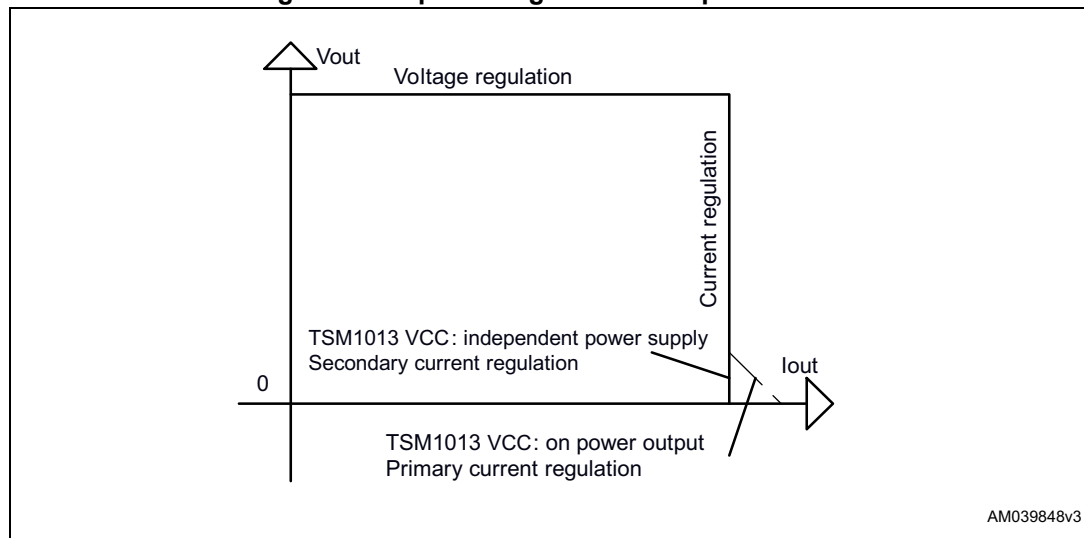 Vout
Voltage regulation
Current regulation
TSM1013 VCC: independent power supply
Secondary current regulation
Iout
0
TSM1013 VCC: on power output
Primary current regulation
AM039848v3